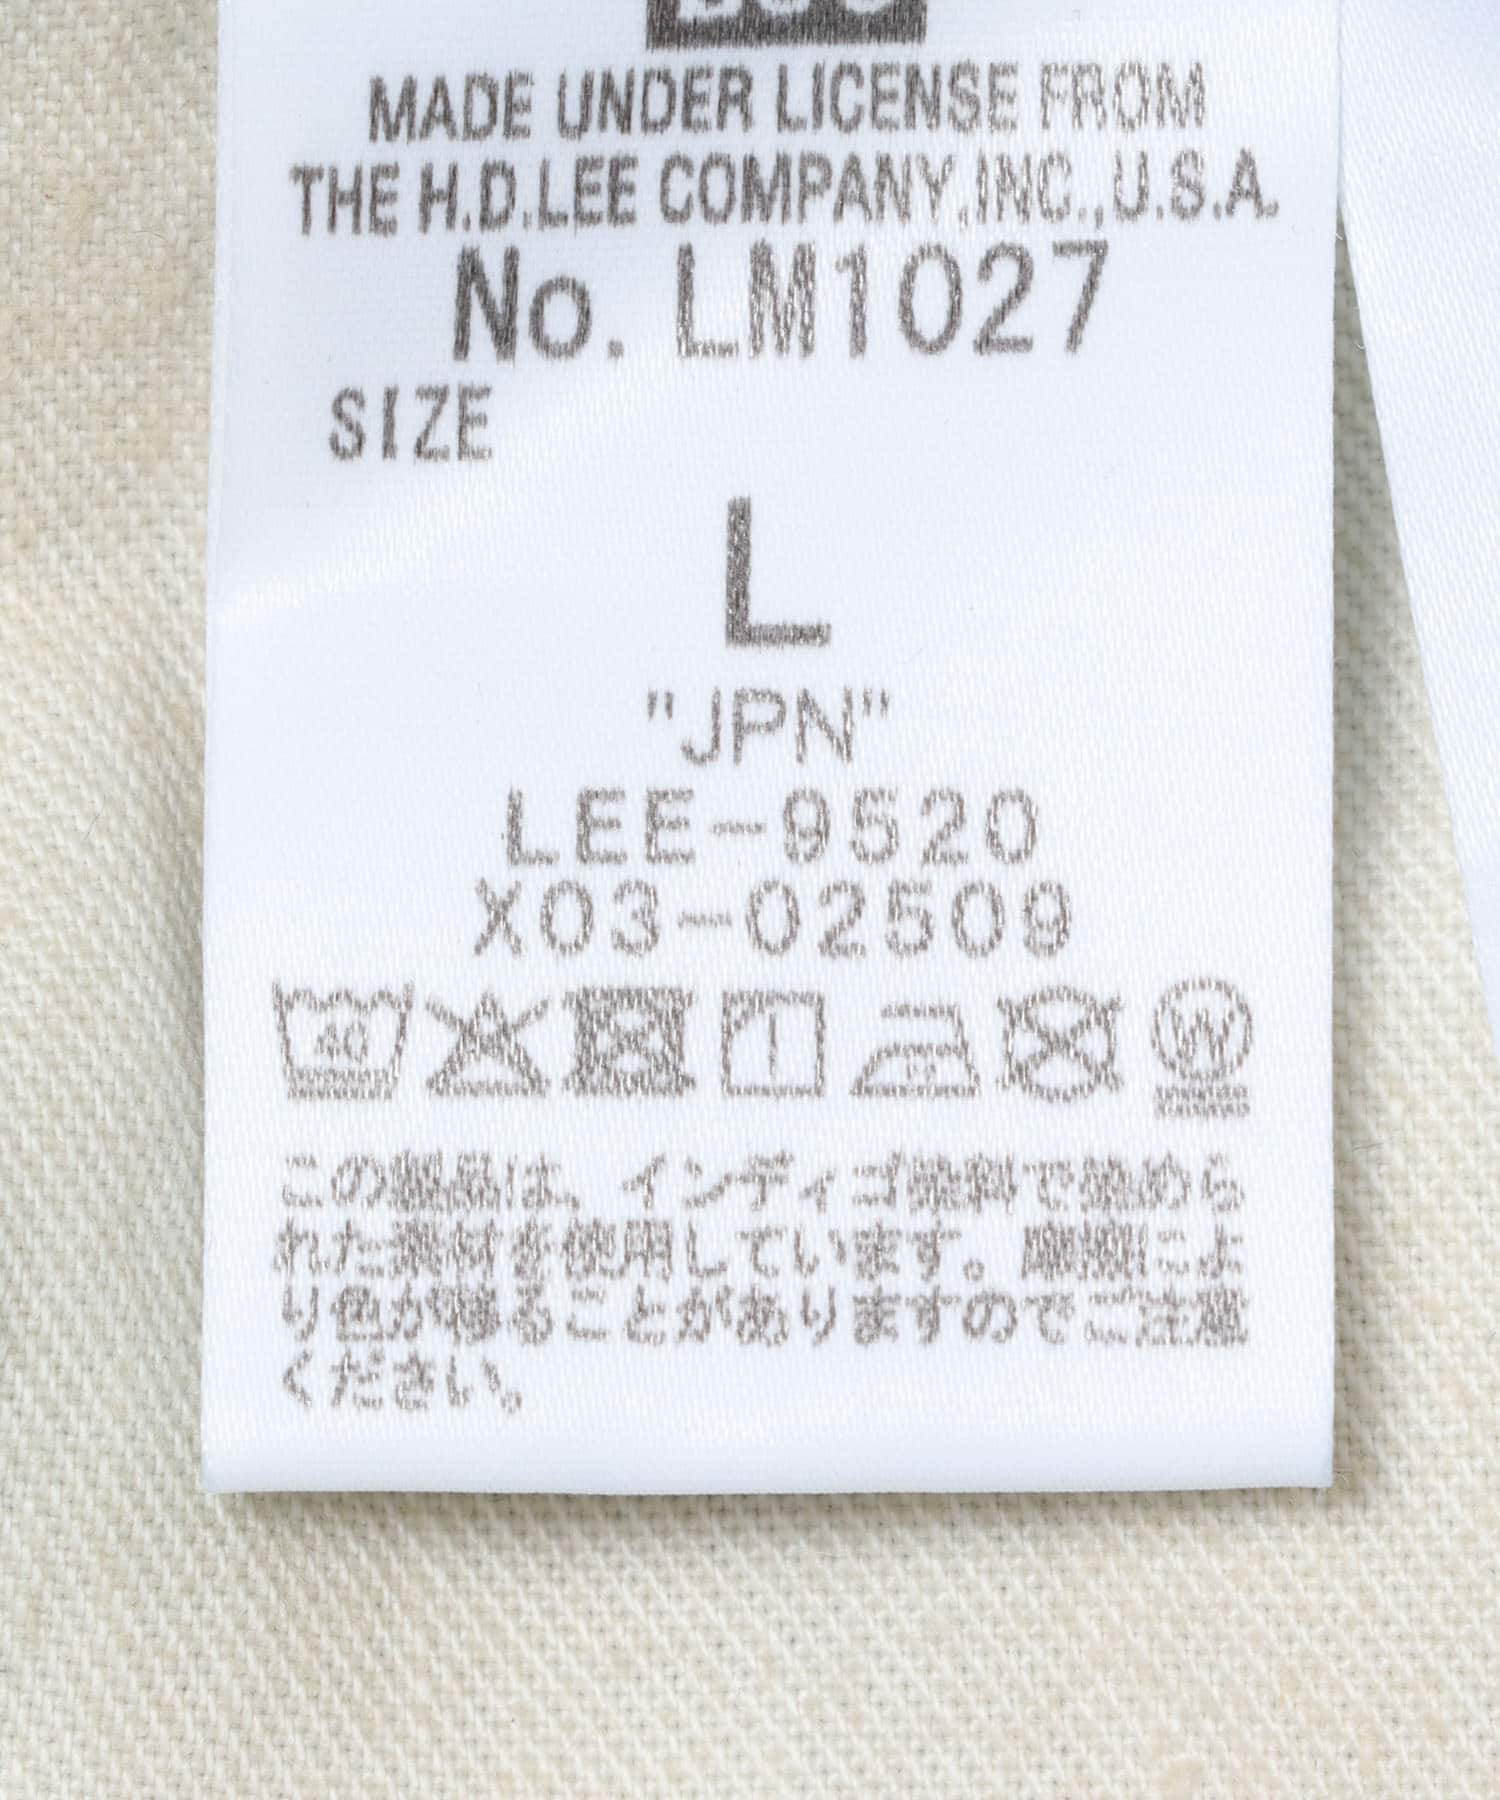 MADE UNDER LICENSE FROM
THE H.D.LEE COMPANY,INC.,U.S.A.
No. LM1027
SIZE
L
"JPN"
LEE-9520
X03-02509
40
W
この製品は、インディゴ染料で染めら
れた素材を使用しています。摩擦によ
り色が移ることがありますのでご注意
ください。